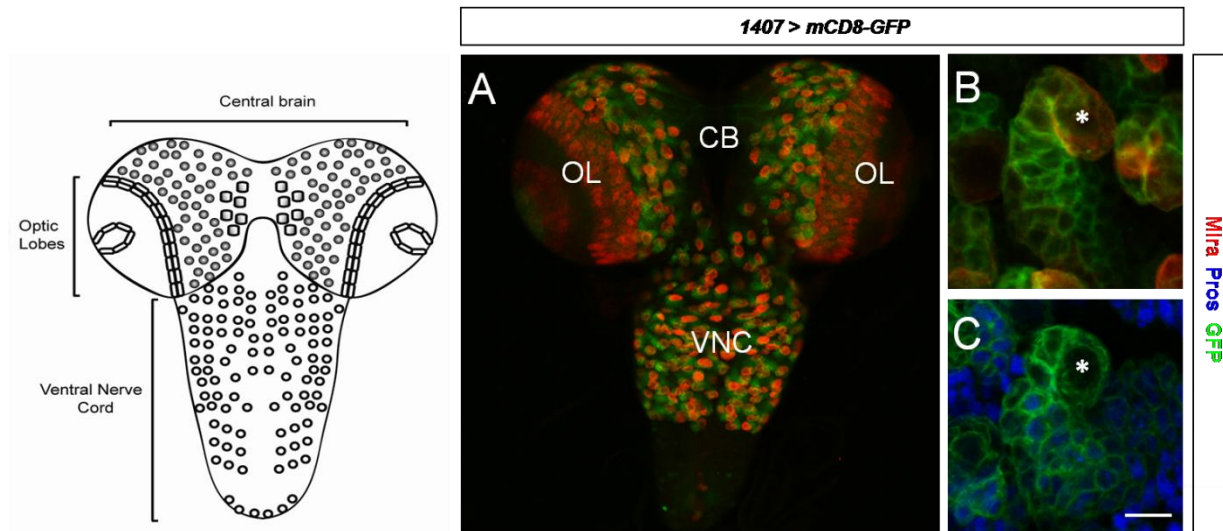 1407 > mCD8-GFP
Central brain
Optic
Lobes
Ventral Nerve
Cord
A
CB
OL
OL
VNC
B
*
C
*
Mira Pros GFP